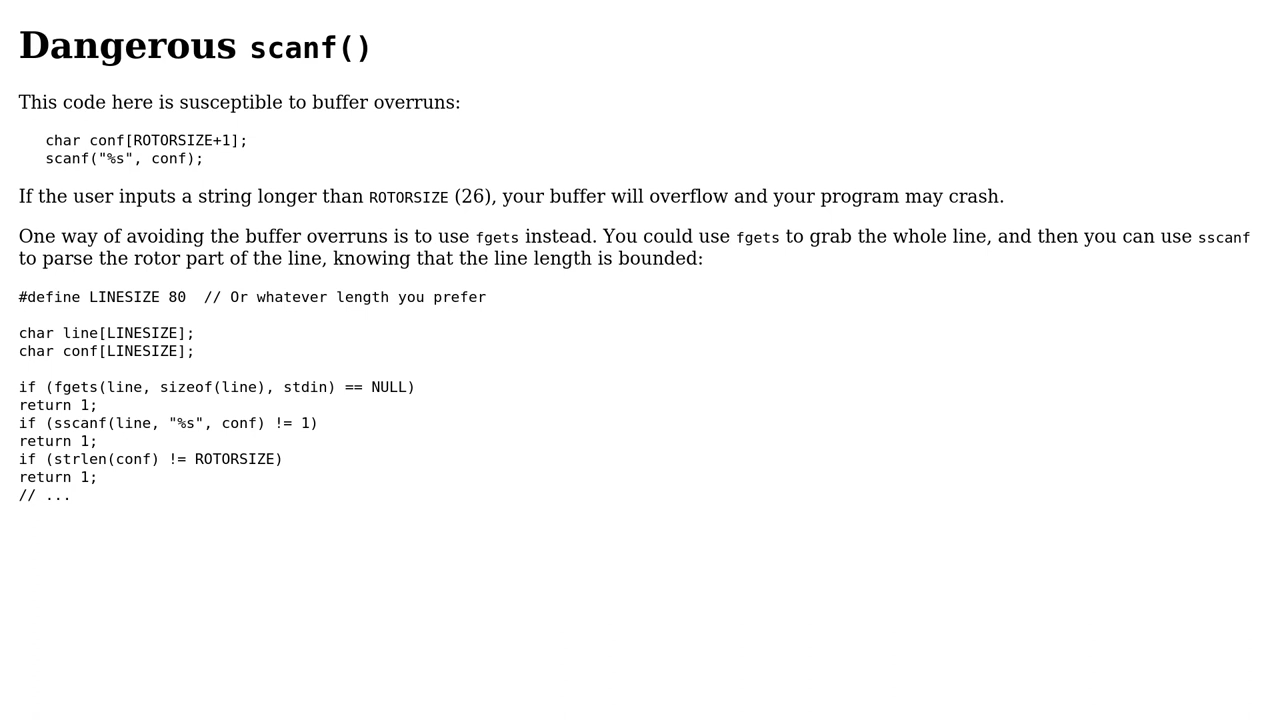 Dangerous scanf()
This code here is susceptible to buffer overruns:
char conf[ROTORSIZE+1];
scanf("%s", conf);
If the user inputs a string longer than ROTORSIZE (26), your buffer will overflow and your program may crash.
One way of avoiding the buffer overruns is to use fgets instead. You could use fgets to grab the whole line, and then you can use sscanf
to parse the rotor part of the line, knowing that the line length is bounded:
#define LINESIZE 80  // Or whatever length you prefer
char line[LINESIZE];
char conf[LINESIZE];
if (fgets(line, sizeof(line), stdin) == NULL)
return 1;
if (sscanf(line, "%s", conf) != 1)
return 1;
if (strlen(conf) != ROTORSIZE)
return 1;
// ...